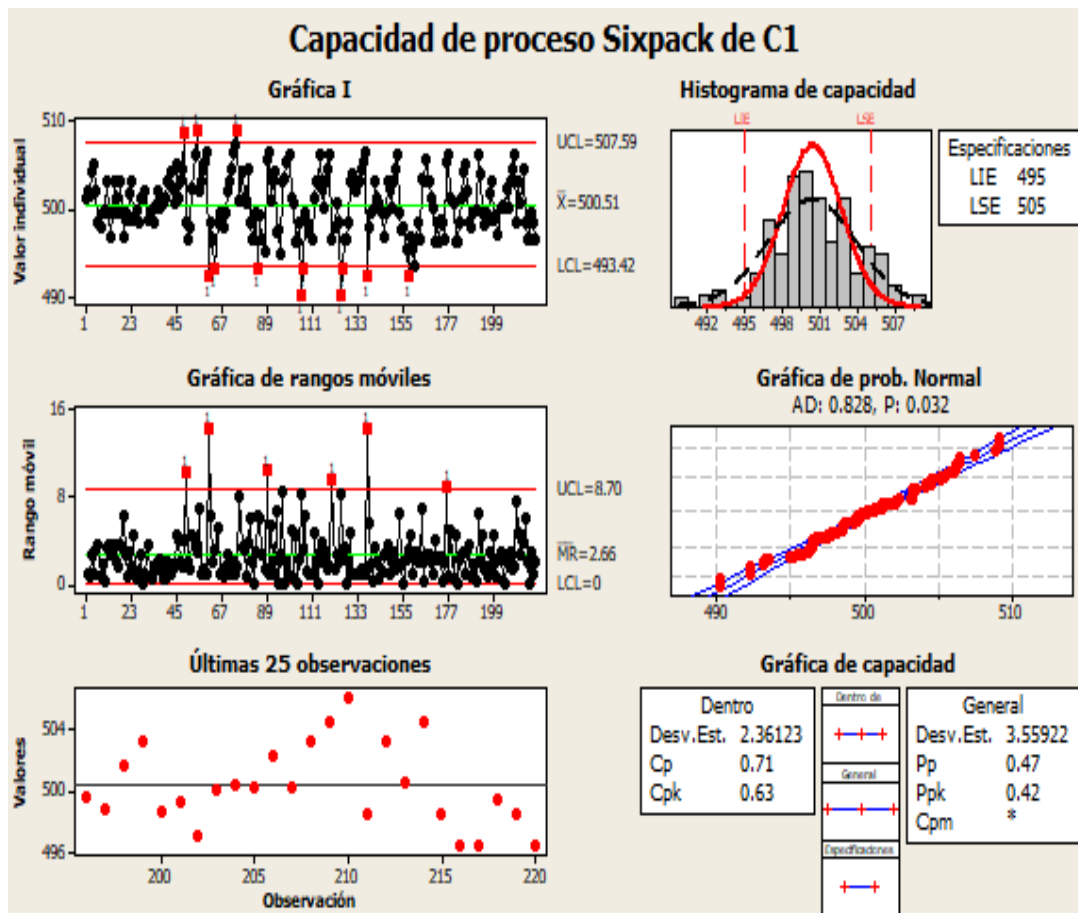 Capacidad de proceso Sixpack de C1
Gráfica I
Valor individual
510
500
490
1 23 45 67 89 111 133 155 177 199
UCL=507.59
X=500.51
LCL=493.42
Histograma de capacidad
LIE LSE
492 495 498 501 504 507
Especificaciones
LIE 495
LSE 505
Gráfica de rangos móviles
Rango móvil
16
8
0
1 23 45 67 89 111 133 155 177 199
UCL=8.70
MR=2.66
LCL=0
Gráfica de prob. Normal
AD: 0.828, P: 0.032
490 500 510
Últimas 25 observaciones
Valores
504
500
496
200 205 210 215 220
Observación
Gráfica de capacidad
Dentro
Desv.Est. 2.36123
Cp 0.71
Cpk 0.63
Dentro de
General
Especificaciones
General
Desv.Est. 3.55922
Pp 0.47
Ppk 0.42
Cpm *